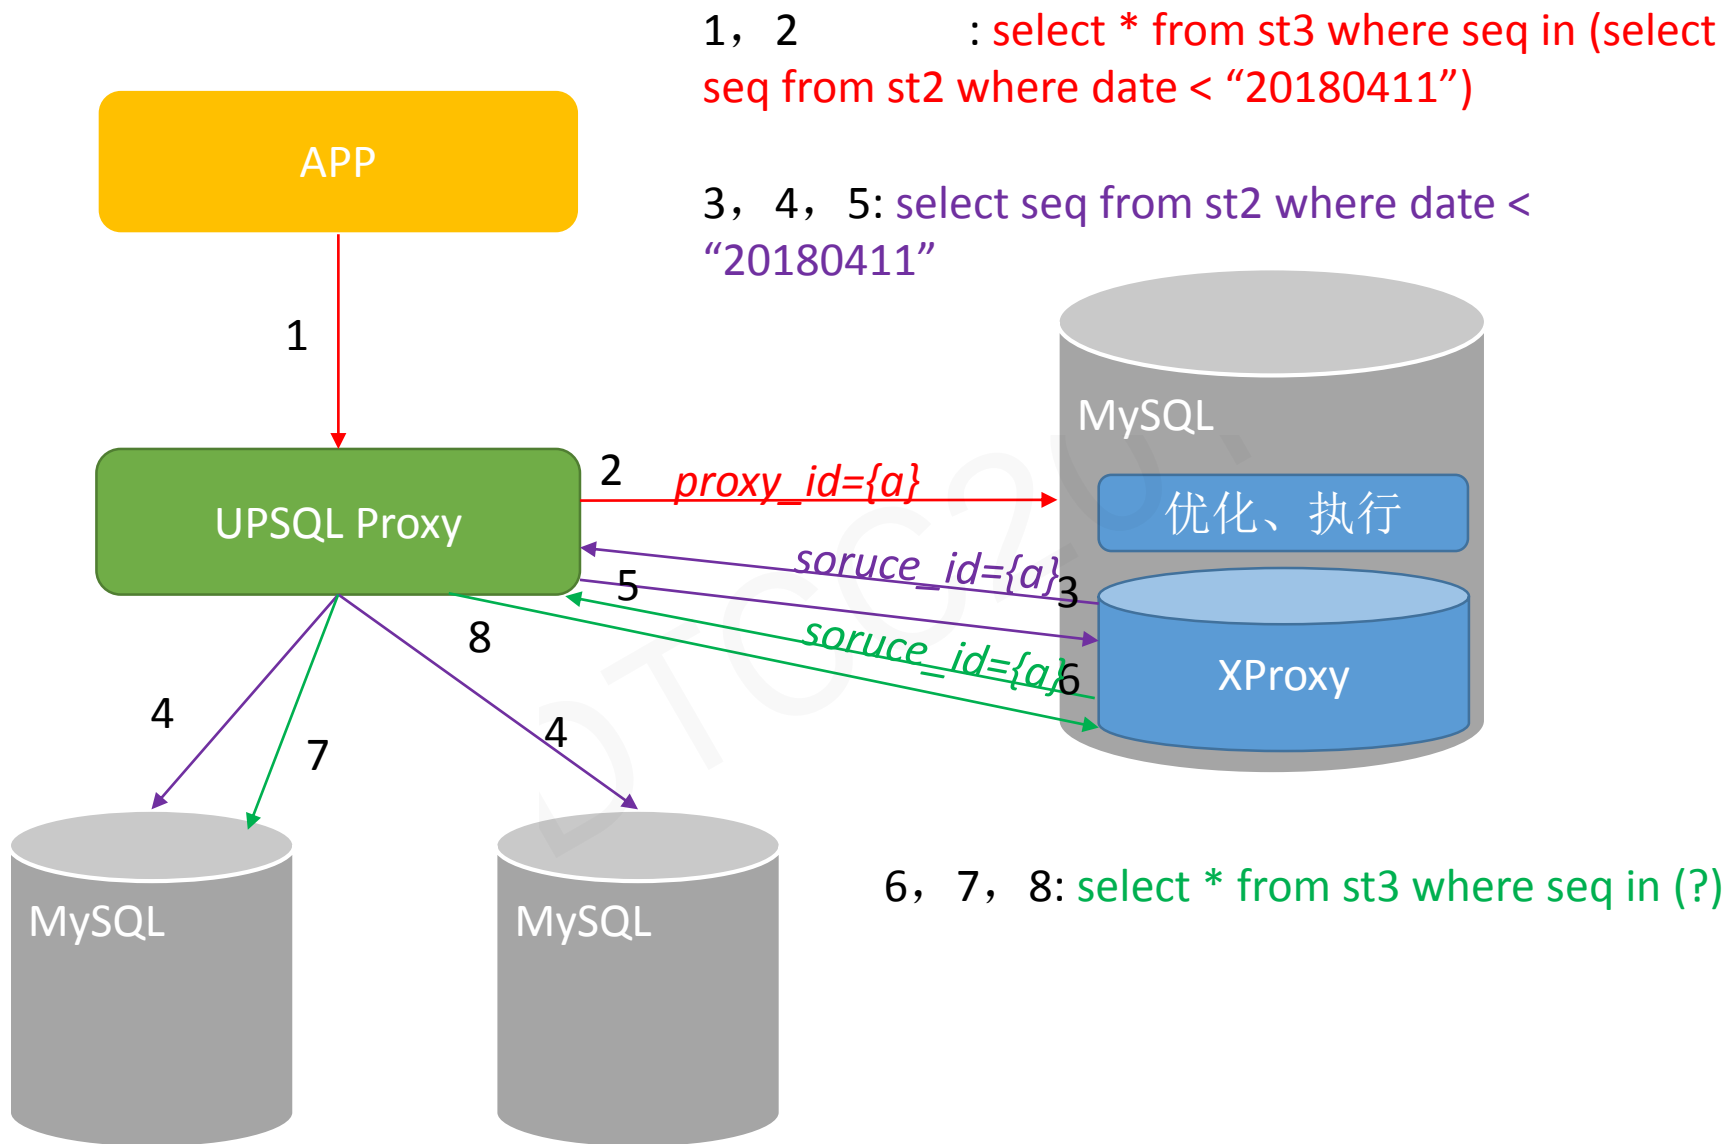 1，2 : select * from st3 where seq in (select
seq from st2 where date < “20180411”)
APP
3，4，5: select seq from st2 where date <
“20180411”
1
MySQL
2
proxy_id={a}
优化、执行
UPSQL Proxy
soruce_id={a}
3
5
soruce_id={a}
6
8
XProxy
4
4
7
6，7，8: select * from st3 where seq in (?)
MySQL
MySQL